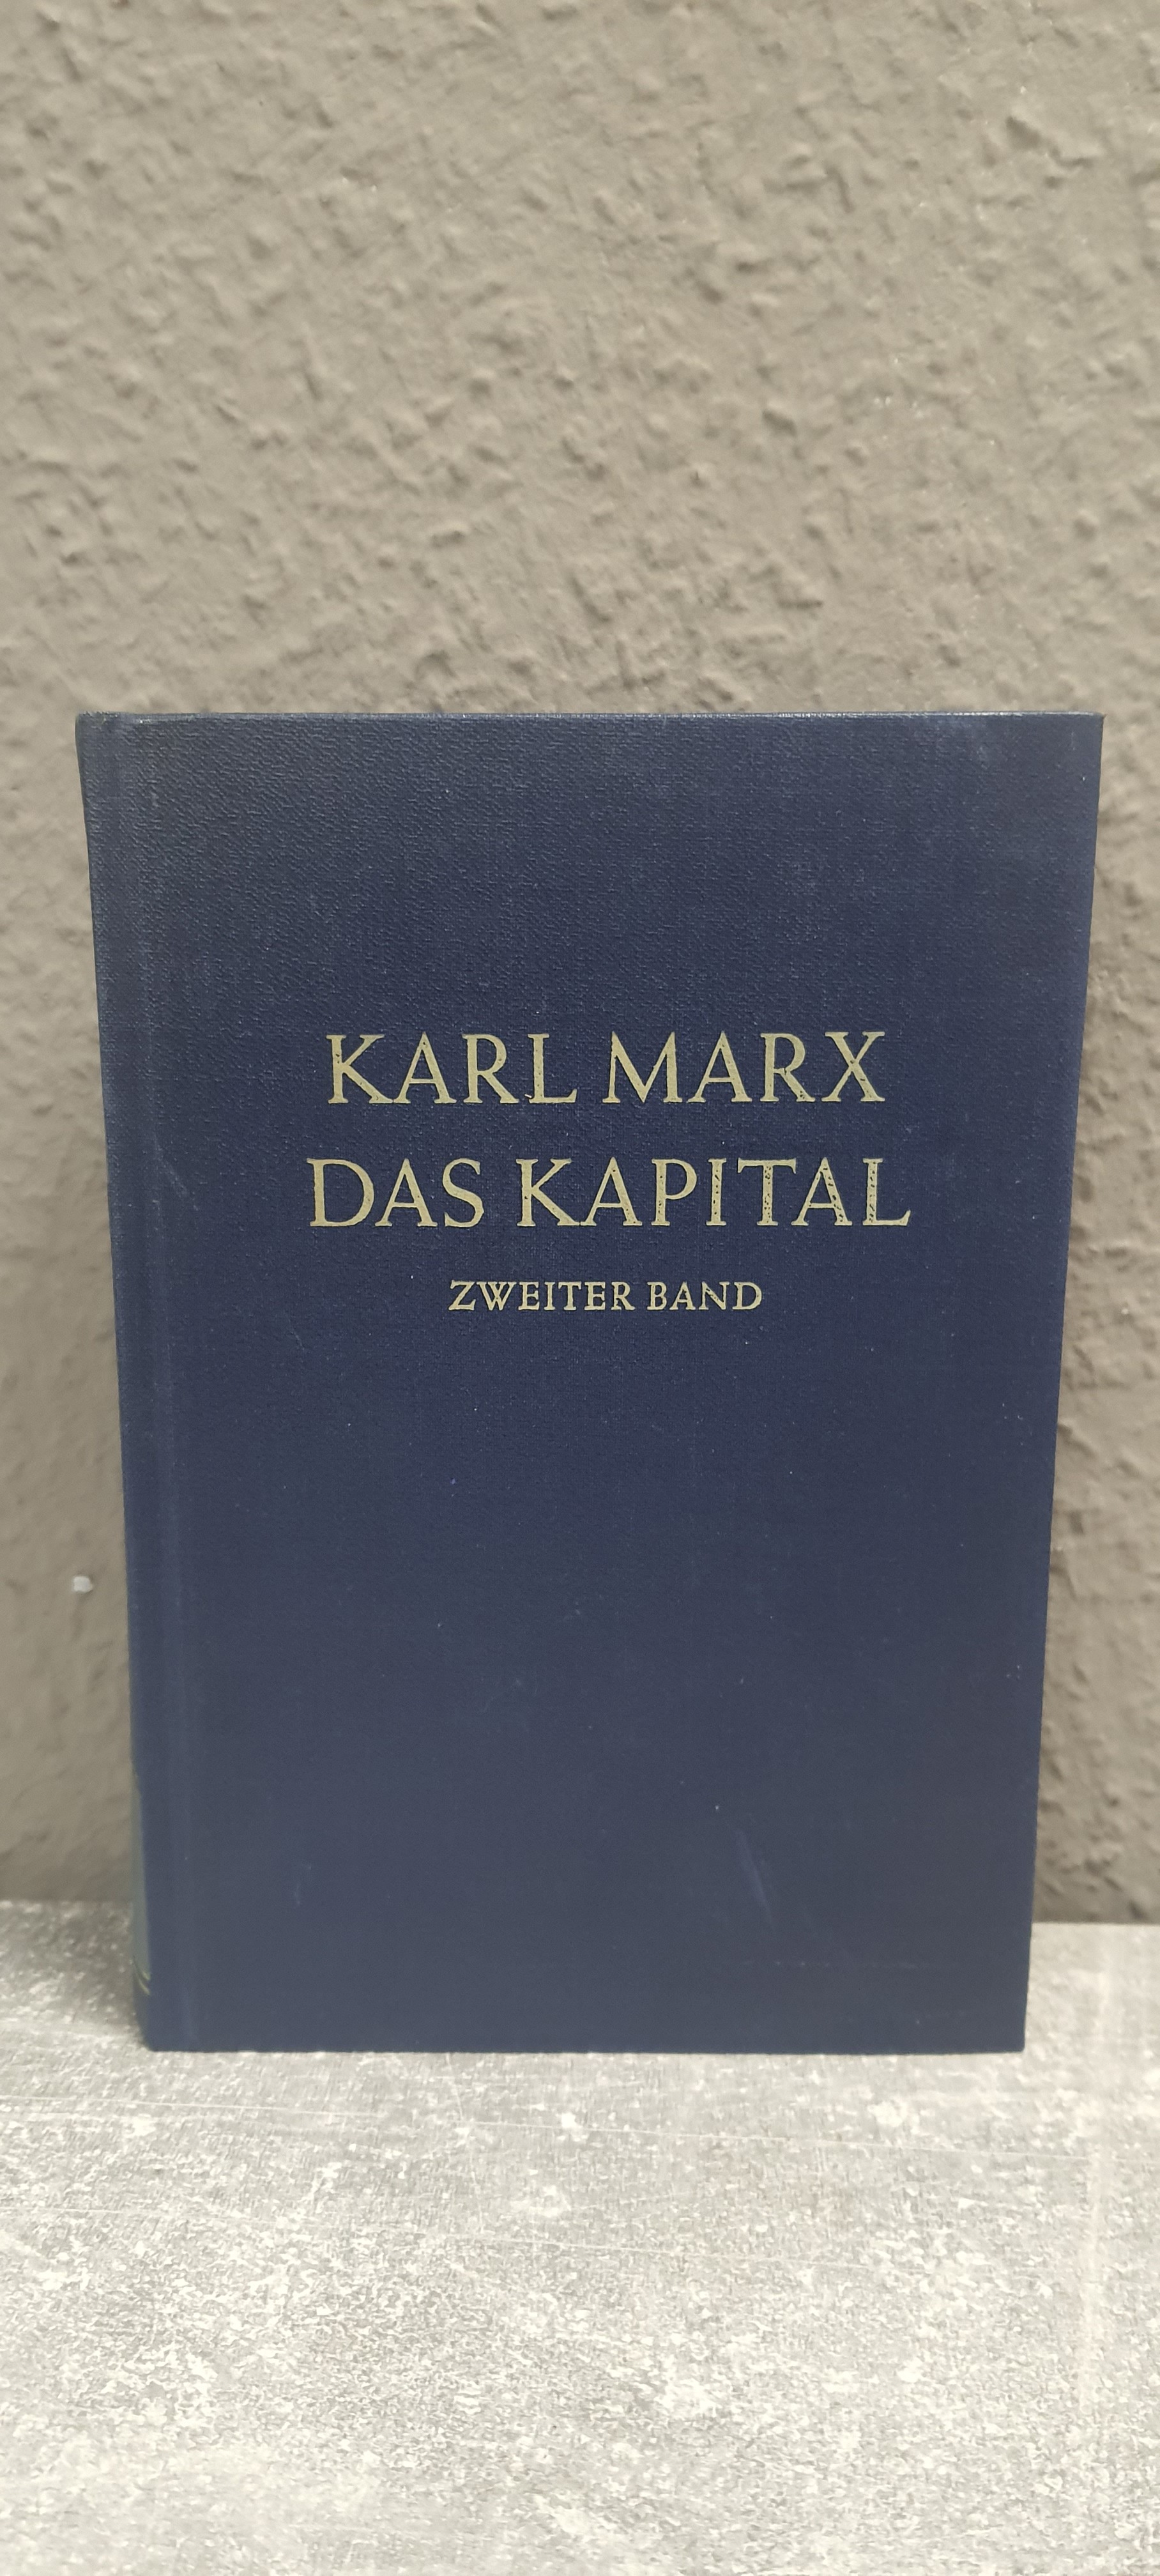 KARL MARX
DAS KAPITAL
ZWEITER BAND